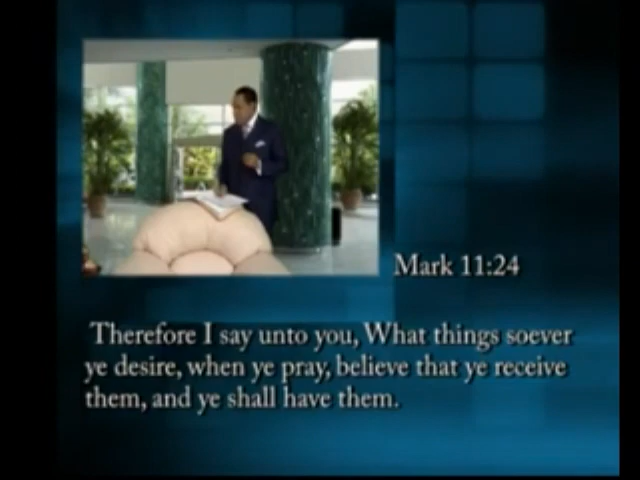 Mark 11:24
Therefore I say unto you, What things soever
ye desire, when ye pray, believe that ye receive
them, and ye shall have them.